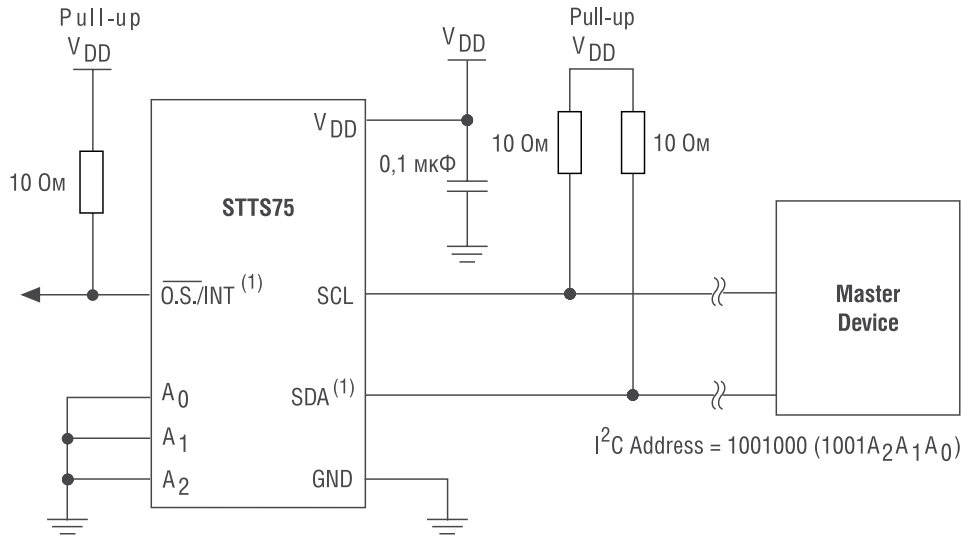 Pull-up
VDD
10 Ом
VDD
0,1 мкФ
Pull-up
VDD
10 Ом
10 Ом
STTS75
VDD
O.S./INT (1)
SCL
A0
A1
A2
SDA (1)
GND
Master
Device
I²C Address = 1001000 (1001A2A1A0)